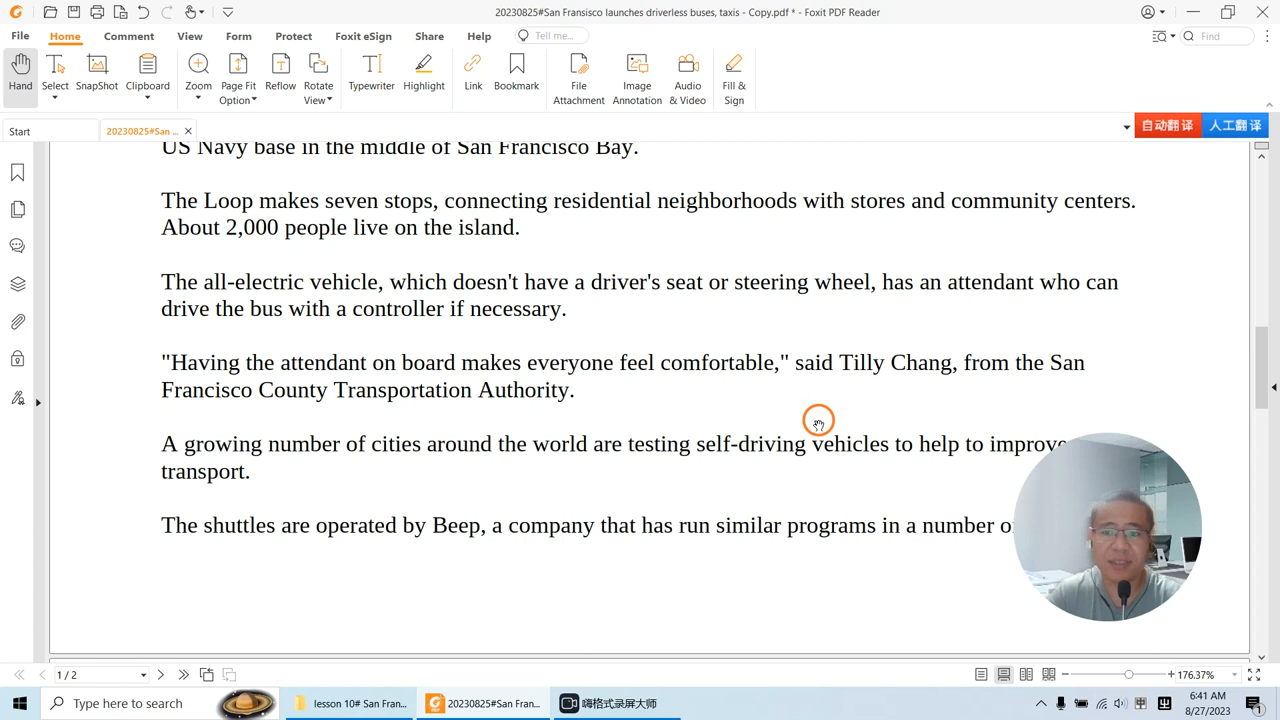 20230825#San Fransisco launches driverless buses, taxis - Copy.pdf * - Foxit PDF Reader
File Home Comment View Form Protect Foxit eSign Share Help Tell me... Find
Hand Select SnapShot Clipboard Zoom Page Fit Option Reflow Rotate View Typewriter Highlight Link Bookmark File Attachment Image Annotation Audio & Video Fill & Sign
Start 20230825#San ... 自动翻译 人工翻译
US Navy base in the middle of San Francisco Bay.
The Loop makes seven stops, connecting residential neighborhoods with stores and community centers.
About 2,000 people live on the island.
The all-electric vehicle, which doesn't have a driver's seat or steering wheel, has an attendant who can
drive the bus with a controller if necessary.
"Having the attendant on board makes everyone feel comfortable," said Tilly Chang, from the San
Francisco County Transportation Authority.
A growing number of cities around the world are testing self-driving vehicles to help to improve
transport.
The shuttles are operated by Beep, a company that has run similar programs in a number
1 / 2 176.37%
Type here to search lesson 10# San Fran... 20230825#San Fran... 嗨格式录屏大师 6:41 AM
8/27/2023